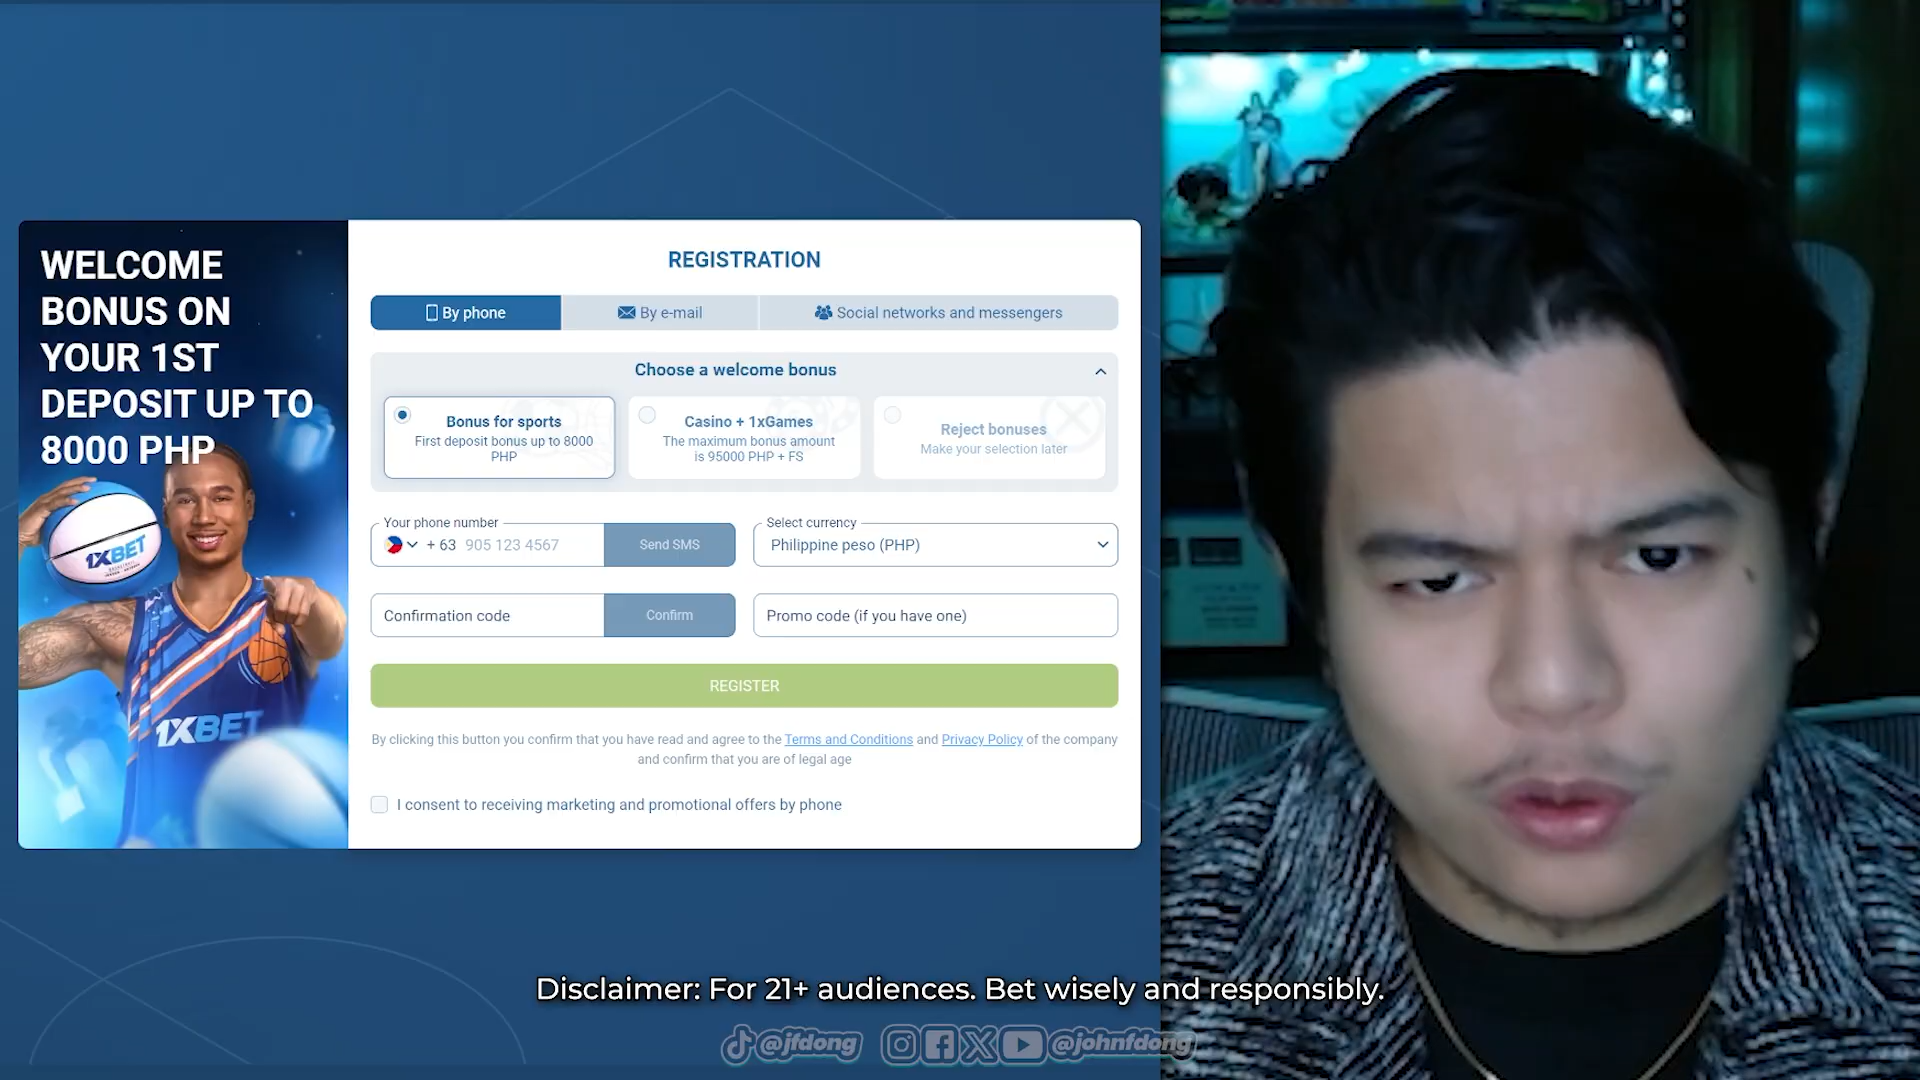 WELCOME
BONUS ON
YOUR 1ST
DEPOSIT UP TO
8000 PHP
1XBET
1XBET
REGISTRATION
By phone
By e-mail
Social networks and messengers
Choose a welcome bonus
Bonus for sports
First deposit bonus up to 8000
PHP
Casino + 1xGames
The maximum bonus amount
is 95000 PHP + FS
Reject bonuses
Make your selection later
Your phone number
+ 63 905 123 4567
Send SMS
Select currency
Philippine peso (PHP)
Confirmation code
Confirm
Promo code (if you have one)
REGISTER
By clicking this button you confirm that you have read and agree to the Terms and Conditions and Privacy Policy of the company
and confirm that you are of legal age
I consent to receiving marketing and promotional offers by phone
Disclaimer: For 21+ audiences. Bet wisely and responsibly.
@jfdong
@johnfdong